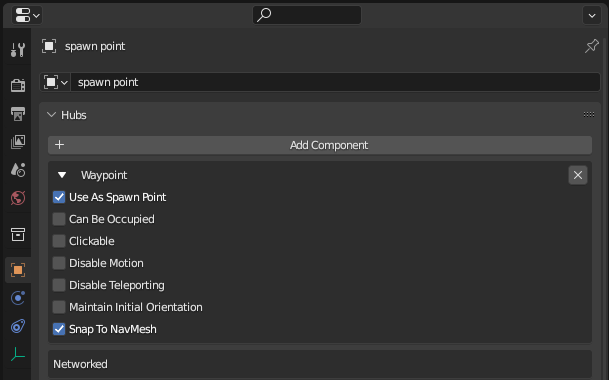 spawn point
spawn point
Hubs
Add Component
Waypoint
Use As Spawn Point
Can Be Occupied
Clickable
Disable Motion
Disable Teleporting
Maintain Initial Orientation
Snap To NavMesh
Networked